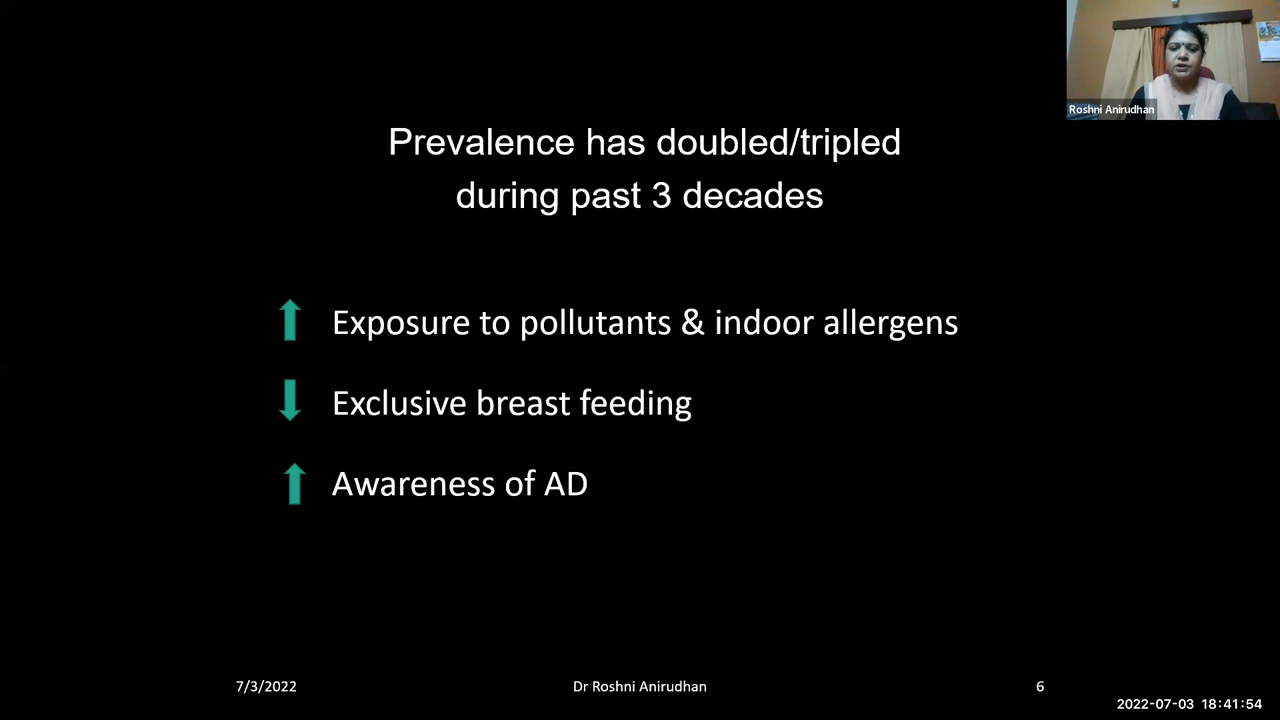 Roshni Anirudhan
Prevalence has doubled/tripled
during past 3 decades
Exposure to pollutants & indoor allergens
Exclusive breast feeding
Awareness of AD
7/3/2022
Dr Roshni Anirudhan
6
2022-07-03 18:41:54